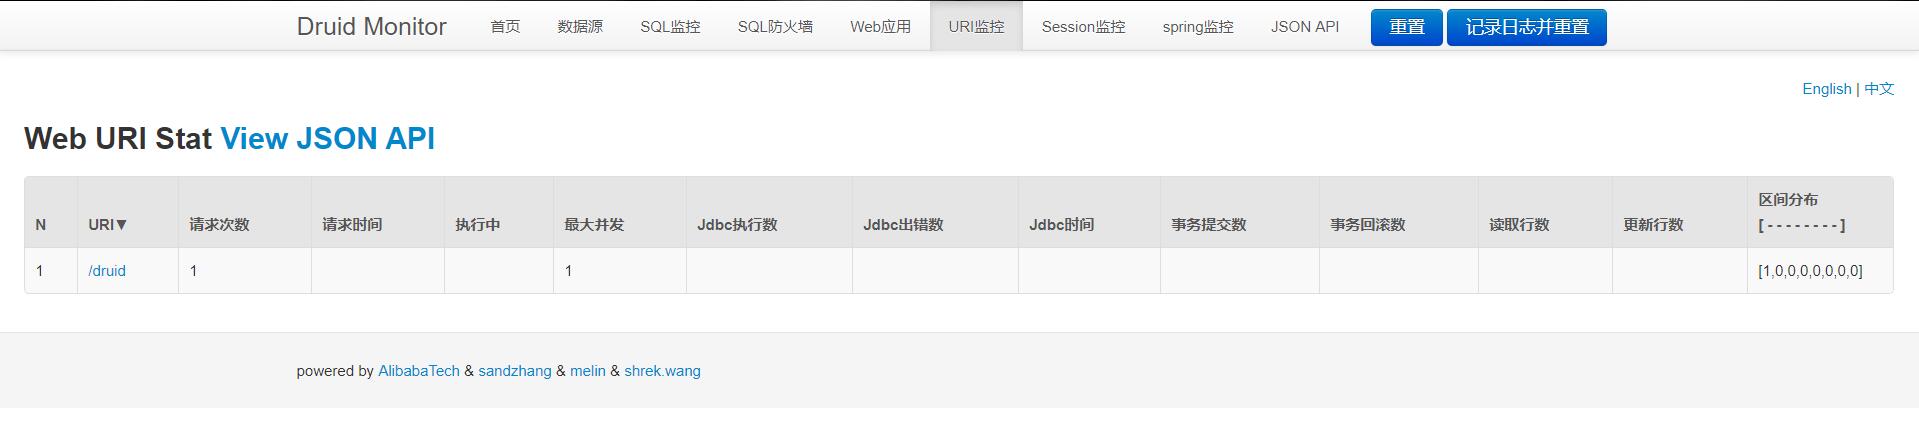 Druid Monitor 首页 数据源 SQL监控 SQL防火墙 Web应用 URI监控 Session监控 spring监控 JSON API 重置 记录日志并重置
English | 中文
Web URI Stat View JSON API
N URI▼ 请求次数 请求时间 执行中 最大并发 Jdbc执行数 Jdbc出错数 Jdbc时间 事务提交数 事务回滚数 读取行数 更新行数 区间分布
[ - - - - - - - - ]
1 /druid 1 1 [1,0,0,0,0,0,0,0]
powered by AlibabaTech & sandzhang & melin & shrek.wang